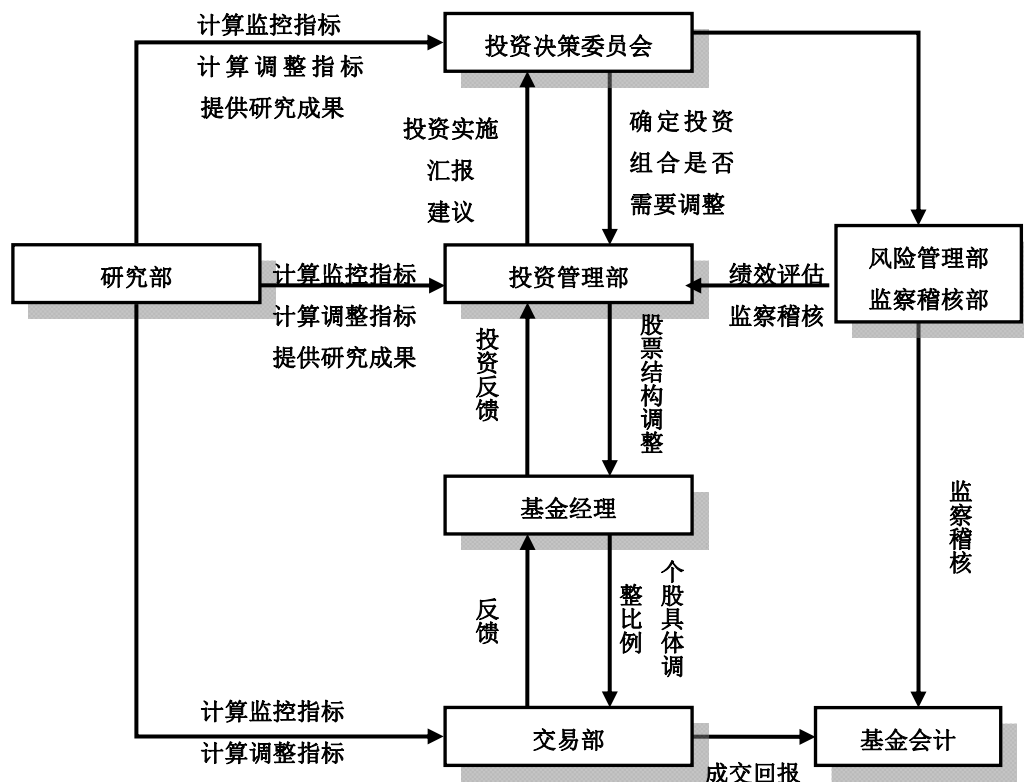 计算监控指标
计算调整指标
提供研究成果
投资决策委员会
投资实施
汇报
建议
确定投资
组合是否
需要调整
研究部
计算监控指标
计算调整指标
提供研究成果
投资管理部
绩效评估
监察稽核
风险管理部
监察稽核部
投资反馈
股票结构调整
基金经理
监察稽核
反馈
个股具体调
整比例
计算监控指标
计算调整指标
交易部
成交回报
基金会计